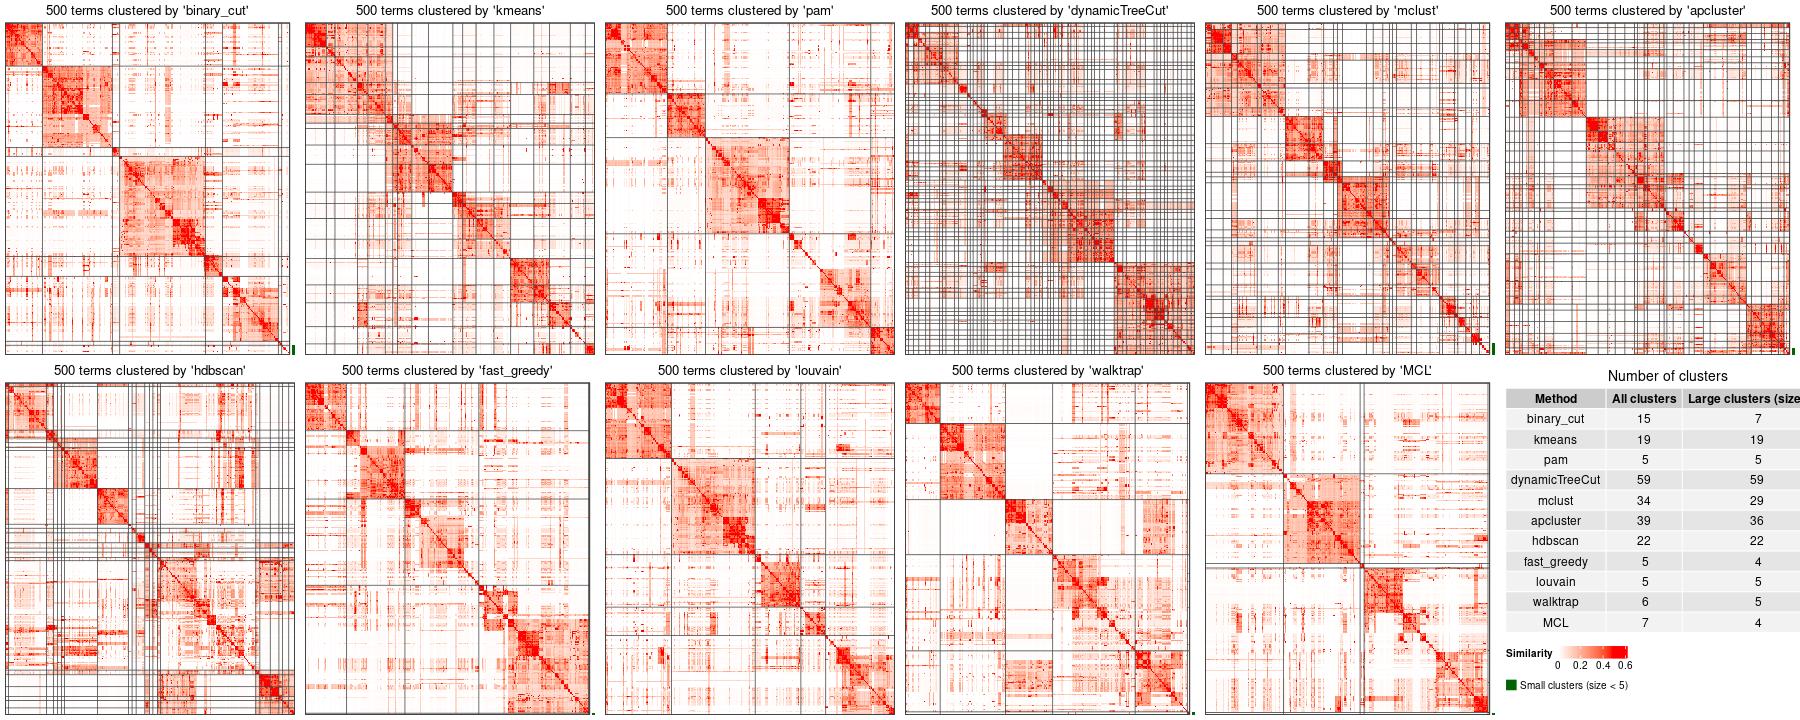 500 terms clustered by 'binary_cut'
500 terms clustered by 'kmeans'
500 terms clustered by 'pam'
500 terms clustered by 'dynamicTreeCut'
500 terms clustered by 'mclust'
500 terms clustered by 'apcluster'
500 terms clustered by 'hdbscan'
500 terms clustered by 'fast_greedy'
500 terms clustered by 'louvain'
500 terms clustered by 'walktrap'
500 terms clustered by 'MCL'
Number of clusters
Method All clusters Large clusters (size
binary_cut 15 7
kmeans 19 19
pam 5 5
dynamicTreeCut 59 59
mclust 34 29
apcluster 39 36
hdbscan 22 22
fast_greedy 5 4
louvain 5 5
walktrap 6 5
MCL 7 4
Similarity
0 0.2 0.4 0.6
Small clusters (size < 5)